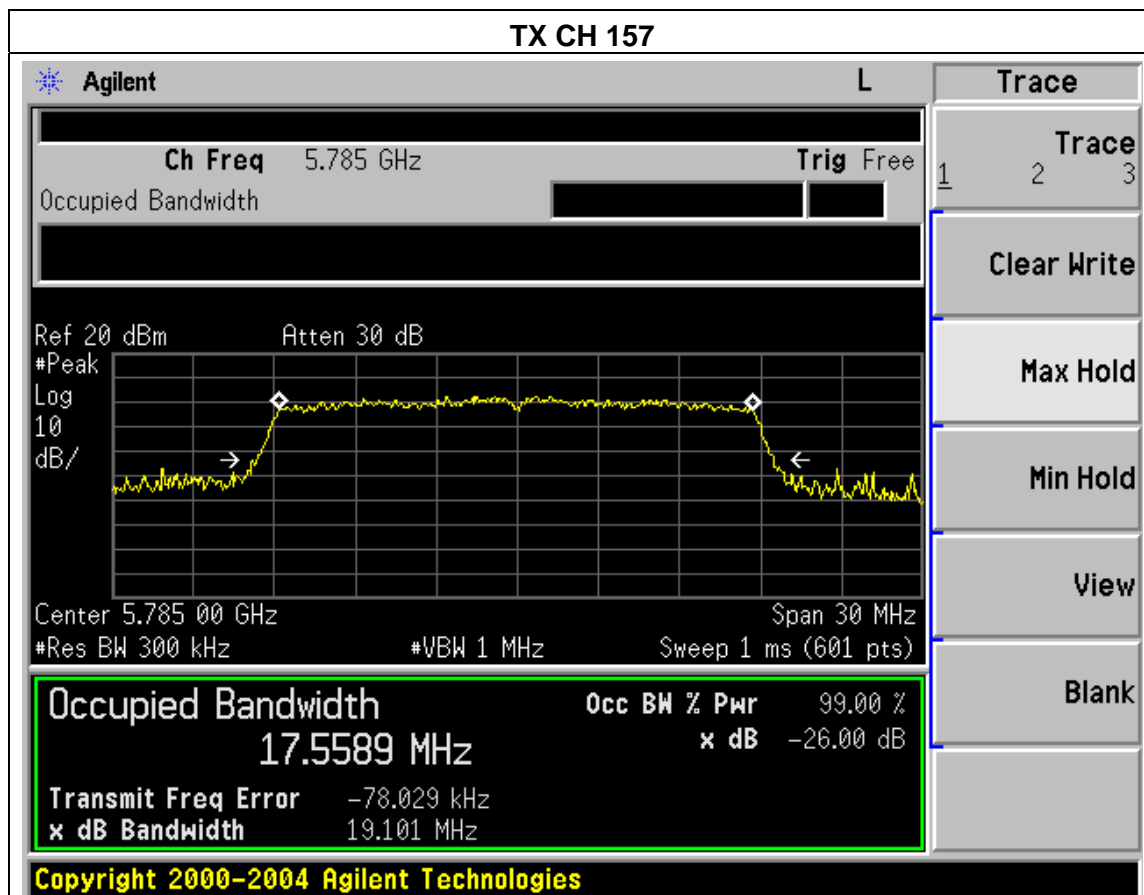 TX CH 157
Agilent L Trace
Ch Freq 5.785 GHz Trig Free
Trace
1 2 3
Occupied Bandwidth
Clear Write
Ref 20 dBm Atten 30 dB
#Peak
Log
10
dB/
Max Hold
Min Hold
View
Center 5.785 00 GHz Span 30 MHz
#Res BW 300 kHz #VBW 1 MHz Sweep 1 ms (601 pts)
Occupied Bandwidth
17.5589 MHz
Occ BW % Pwr 99.00 %
x dB -26.00 dB
Blank
Transmit Freq Error -78.029 kHz
x dB Bandwidth 19.101 MHz
Copyright 2000-2004 Agilent Technologies